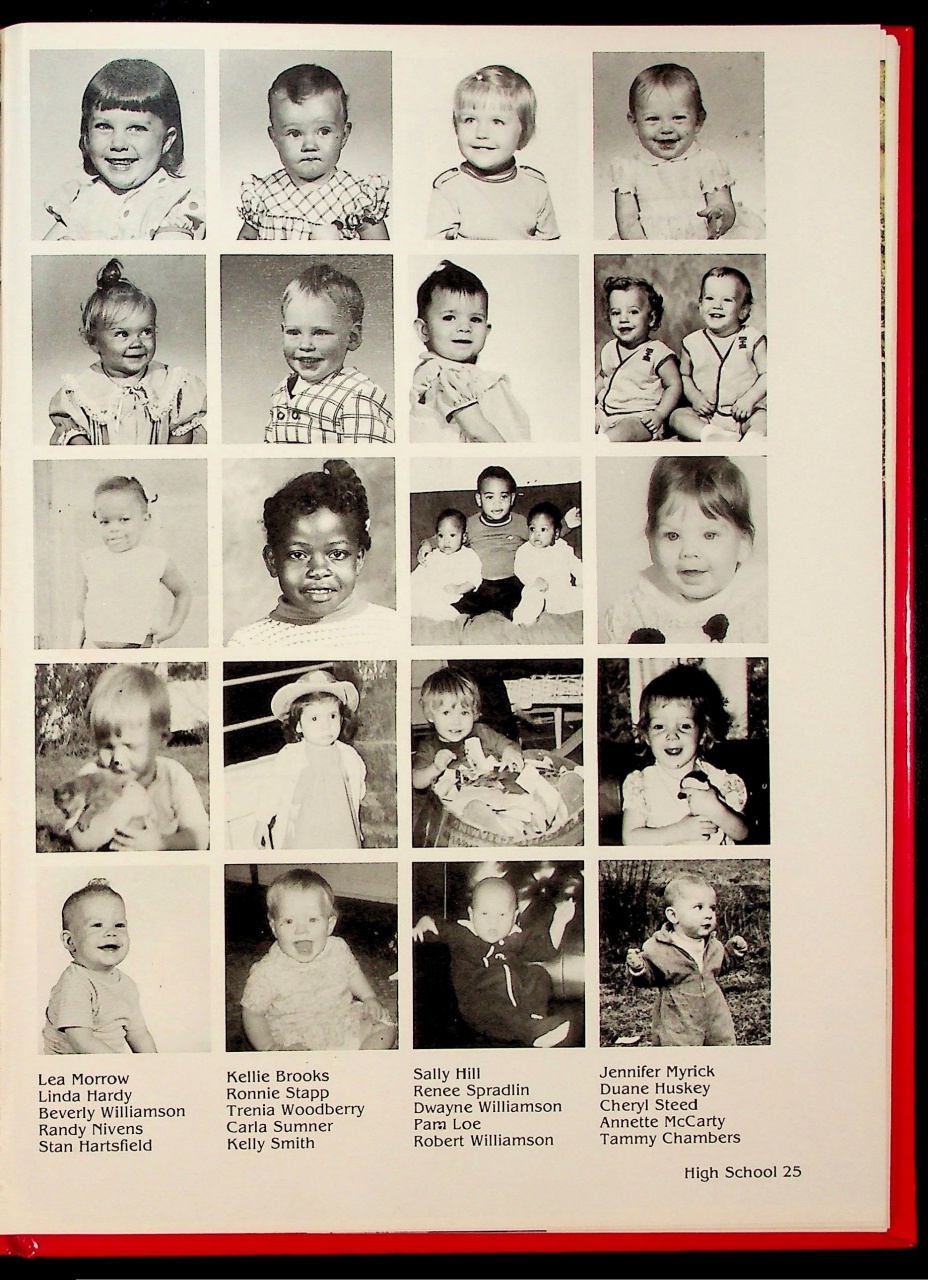 Lea Morrow
Linda Hardy
Beverly Williamson
Randy Nivens
Stan Hartsfield
Kellie Brooks
Ronnie Stapp
Trenia Woodberry
Carla Sumner
Kelly Smith
Sally Hill
Renee Spradlin
Dwayne Williamson
Pam Loe
Robert Williamson
Jennifer Myrick
Duane Huskey
Cheryl Steed
Annette McCarty
Tammy Chambers
High School 25